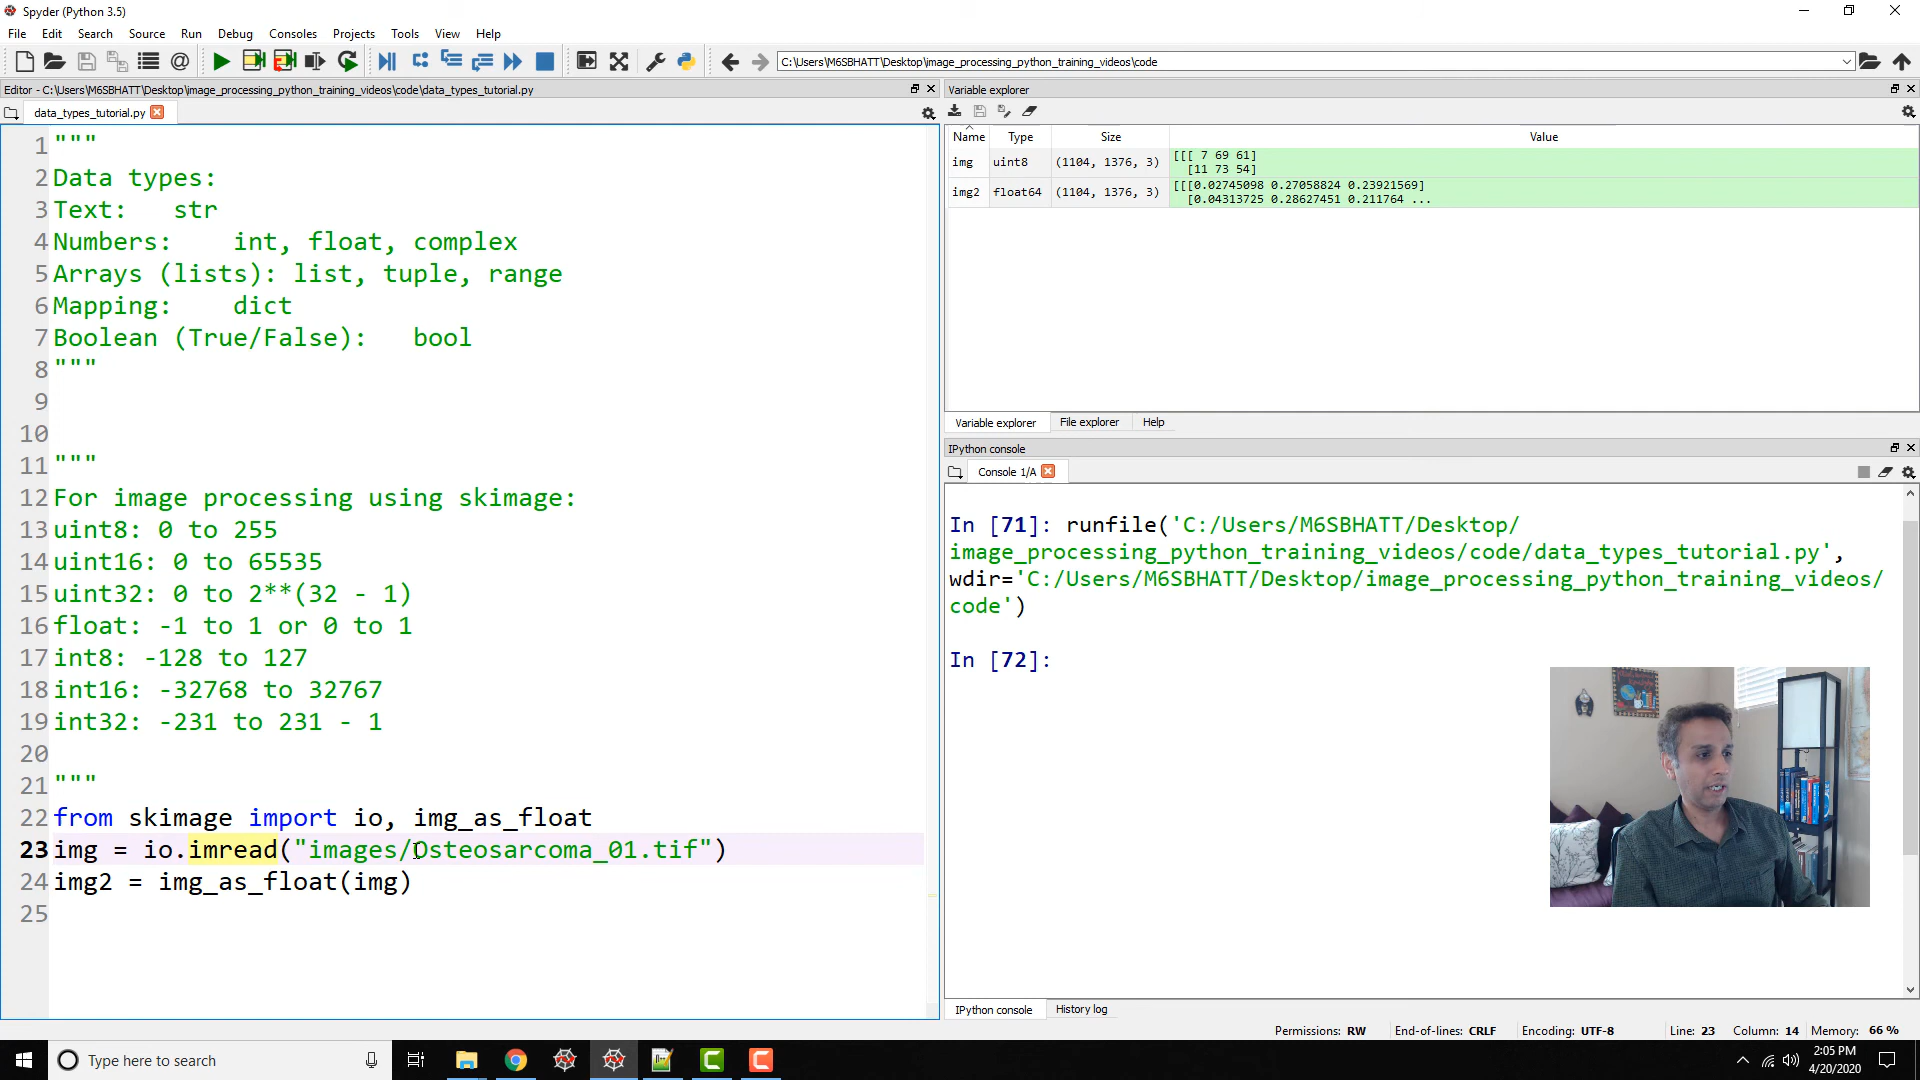 Spyder (Python 3.5)
File Edit Search Source Run Debug Consoles Projects Tools View Help
C:\Users\M6SBHATT\Desktop\image_processing_python_training_videos\code
Editor - C:\Users\M6SBHATT\Desktop\image_processing_python_training_videos\code\data_types_tutorial.py
data_types_tutorial.py
1 """
2 Data types:
3 Text:   str
4 Numbers:    int, float, complex
5 Arrays (lists): list, tuple, range
6 Mapping:    dict
7 Boolean (True/False):   bool
8 """
9
10
11 """
12 For image processing using skimage:
13 uint8: 0 to 255
14 uint16: 0 to 65535
15 uint32: 0 to 2**(32 - 1)
16 float: -1 to 1 or 0 to 1
17 int8: -128 to 127
18 int16: -32768 to 32767
19 int32: -231 to 231 - 1
20
21 """
22 from skimage import io, img_as_float
23 img = io.imread("images/Osteosarcoma_01.tif")
24 img2 = img_as_float(img)
25
Variable explorer
Name Type Size Value
img uint8 (1104, 1376, 3) [[[ 7 69 61]
[11 73 54]
img2 float64 (1104, 1376, 3) [[[0.02745098 0.27058824 0.23921569]
[0.04313725 0.28627451 0.211764 ...
Variable explorer File explorer Help
IPython console
Console 1/A
In [71]: runfile('C:/Users/M6SBHATT/Desktop/
image_processing_python_training_videos/code/data_types_tutorial.py',
wdir='C:/Users/M6SBHATT/Desktop/image_processing_python_training_videos/
code')
In [72]:
IPython console History log
Permissions: RW End-of-lines: CRLF Encoding: UTF-8 Line: 23 Column: 14 Memory: 66 %
Type here to search
2:05 PM
4/20/2020